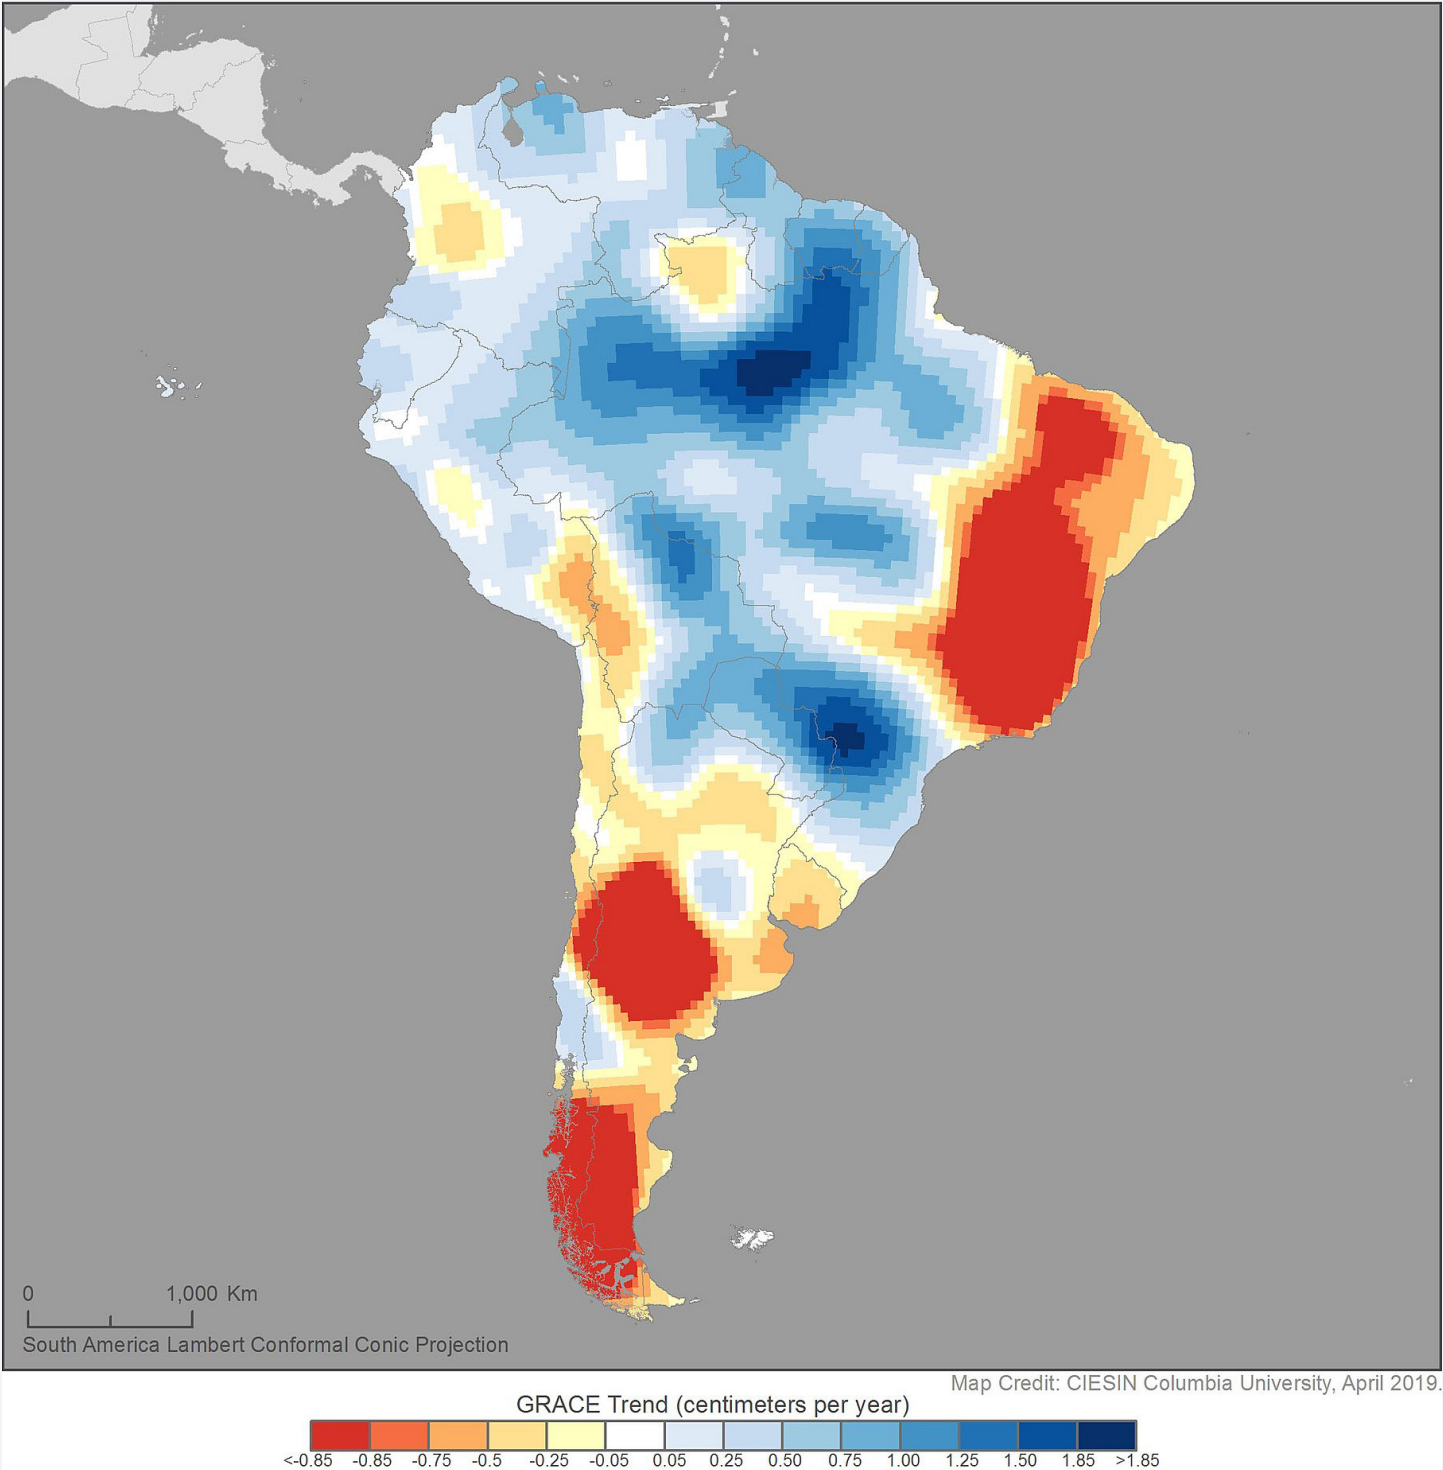 0 1,000 Km
South America Lambert Conformal Conic Projection
Map Credit: CIESIN Columbia University, April 2019.
GRACE Trend (centimeters per year)
<-0.85 -0.85 -0.75 -0.5 -0.25 -0.05 0.05 0.25 0.50 0.75 1.00 1.25 1.50 1.85 >1.85